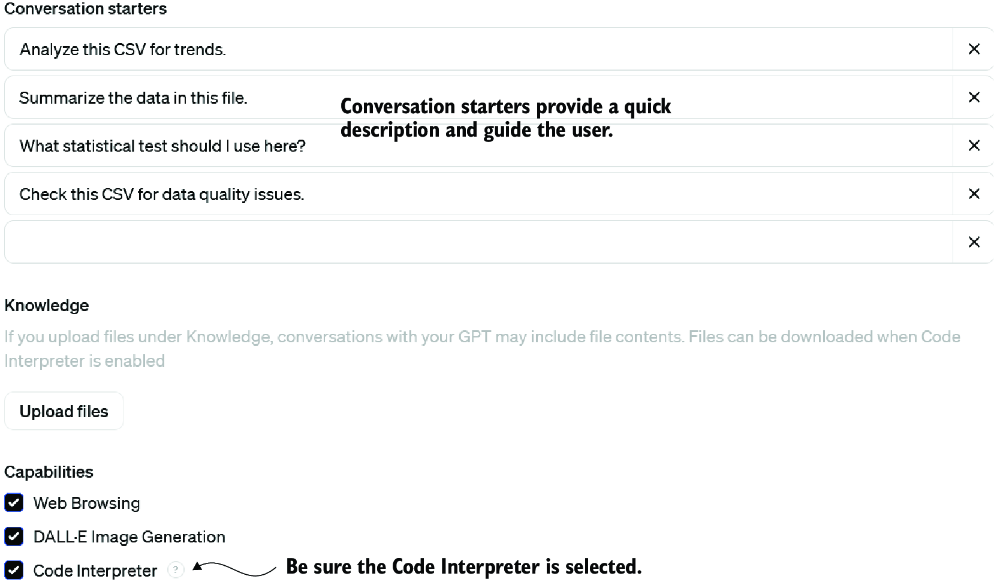 Conversation starters
Analyze this CSV for trends.
Summarize the data in this file.
Conversation starters provide a quick
description and guide the user.
What statistical test should I use here?
Check this CSV for data quality issues.
Knowledge
If you upload files under Knowledge, conversations with your GPT may include file contents. Files can be downloaded when Code
Interpreter is enabled
Upload files
Capabilities
Web Browsing
DALL·E Image Generation
Code Interpreter ?
Be sure the Code Interpreter is selected.